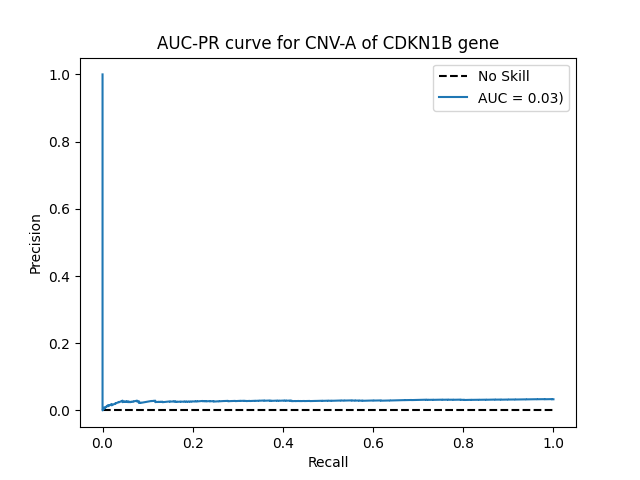 AUC-PR curve for CNV-A of CDKN1B gene
No Skill
AUC = 0.03)
1.0
0.8
0.6
0.4
0.2
0.0
Precision
0.0 0.2 0.4 0.6 0.8 1.0
Recall